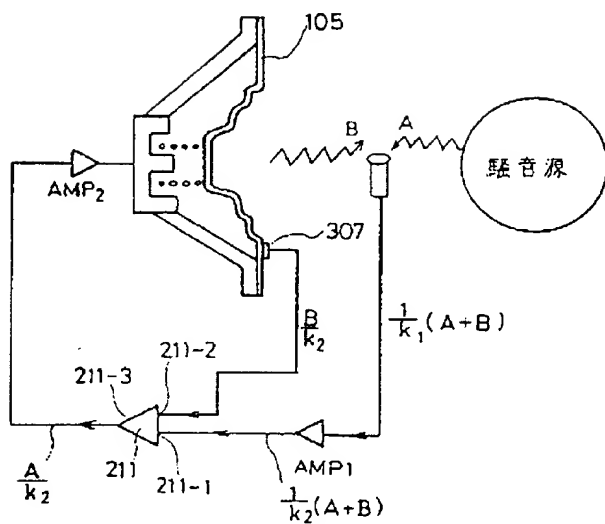 105
B
A
騒音源
AMP2
307
B/k2
1/k1(A+B)
211-3
211-2
A/k2
211
211-1
AMP1
1/k2(A+B)